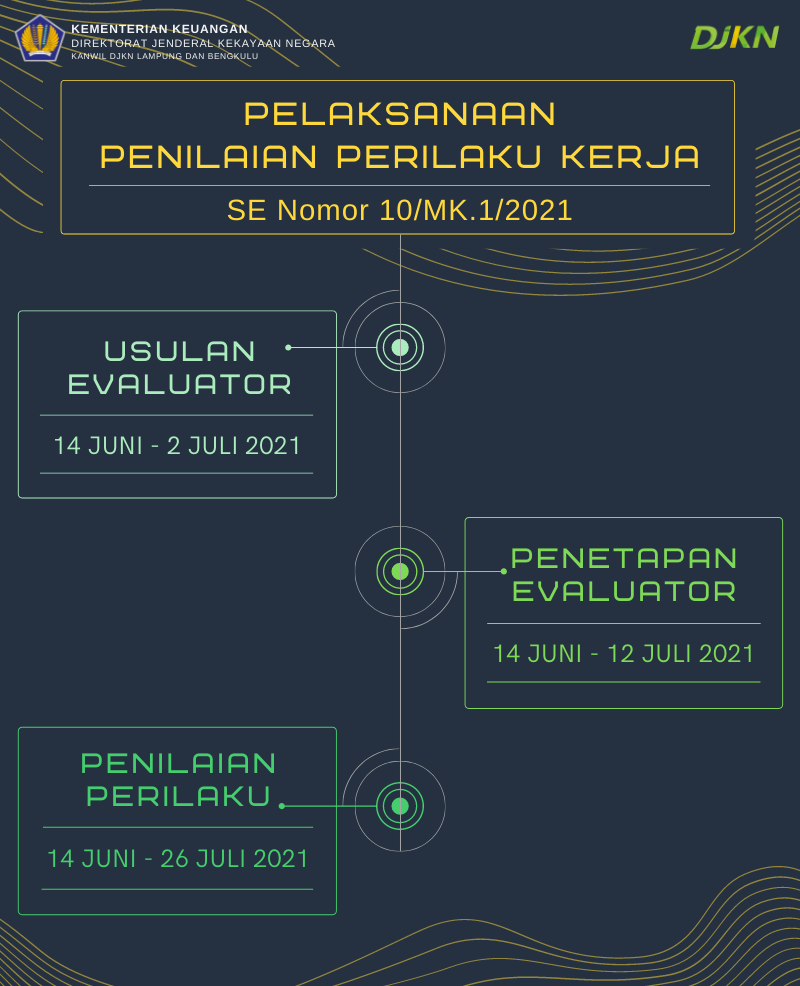 KEMENTERIAN KEUANGAN
DIREKTORAT JENDERAL KEKAYAAN NEGARA
KANWIL DJKN LAMPUNG DAN BENGKULU
DJKN
PELAKSANAAN
PENILAIAN PERILAKU KERJA
SE Nomor 10/MK.1/2021
USULAN
EVALUATOR
14 JUNI - 2 JULI 2021
PENETAPAN
EVALUATOR
14 JUNI - 12 JULI 2021
PENILAIAN
PERILAKU
14 JUNI - 26 JULI 2021